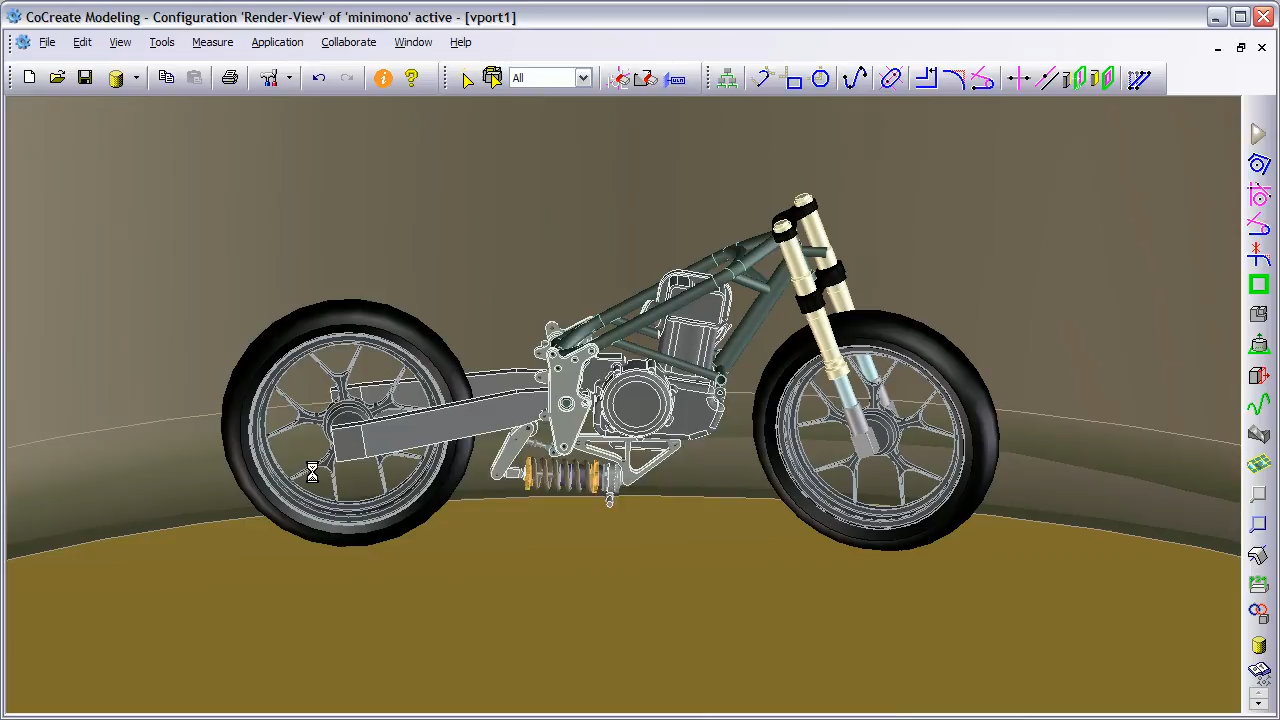 CoCreate Modeling - Configuration 'Render-View' of 'minimono' active - [vport1]
File Edit View Tools Measure Application Collaborate Window Help
All